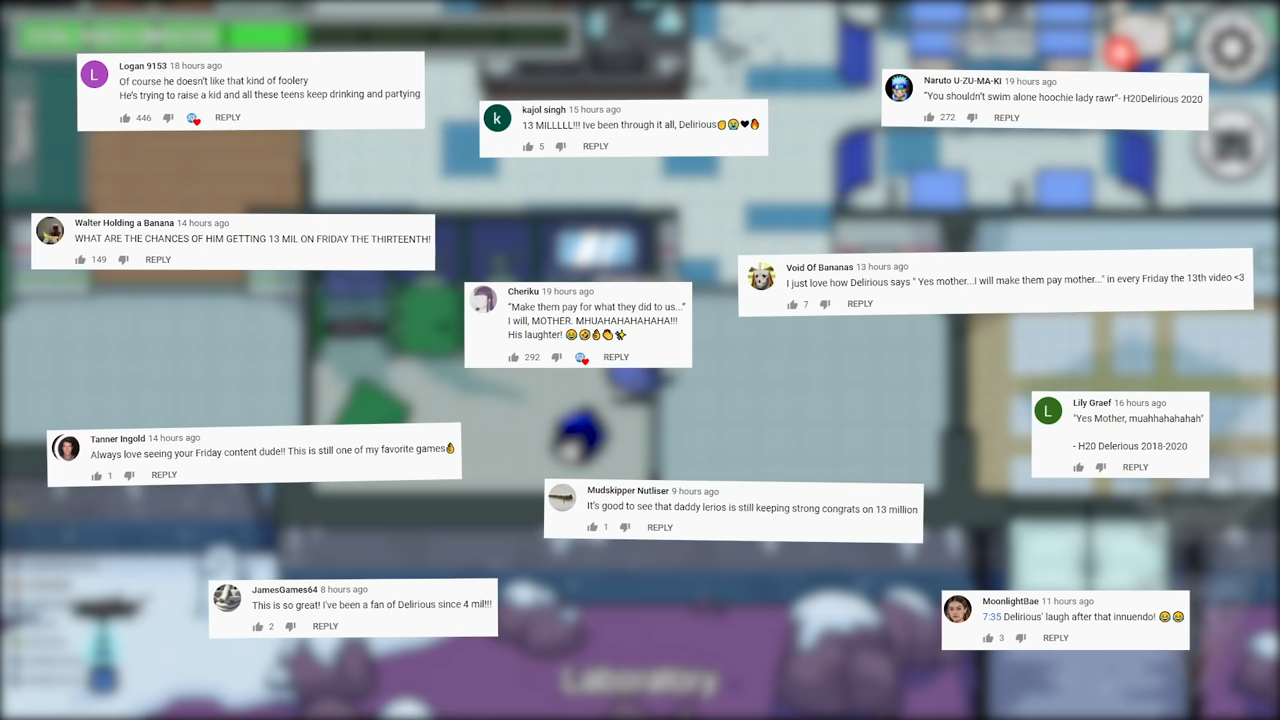 Logan 9153 18 hours ago
Of course he doesn't like that kind of foolery
He's trying to raise a kid and all these teens keep drinking and partying
446 REPLY
kajol singh 15 hours ago
13 MILLLLL!!! Ive been through it all, Delirious✊😭🖤🔥
5 REPLY
Naruto U-ZU-MA-KI 19 hours ago
"You shouldn't swim alone hoochie lady rawr"- H20Delirious 2020
272 REPLY
Walter Holding a Banana 14 hours ago
WHAT ARE THE CHANCES OF HIM GETTING 13 MIL ON FRIDAY THE THIRTEENTH!
149 REPLY
Void Of Bananas 13 hours ago
I just love how Delirious says " Yes mother...I will make them pay mother..." in every Friday the 13th video <3
7 REPLY
Cheriku 19 hours ago
"Make them pay for what they did to us..."
I will, MOTHER. MHUAHAHAHAHA!!!
His laughter! 😂🤣👌👏✨
292 REPLY
Lily Graef 16 hours ago
"Yes Mother, muahhahahahah"
- H20 Delerious 2018-2020
REPLY
Tanner Ingold 14 hours ago
Always love seeing your Friday content dude!! This is still one of my favorite games👌
1 REPLY
Mudskipper Nutliser 9 hours ago
It's good to see that daddy lerios is still keeping strong congrats on 13 million
1 REPLY
JamesGames64 8 hours ago
This is so great! I've been a fan of Delirious since 4 mil!!!
2 REPLY
MoonlightBae 11 hours ago
7:35 Delirious' laugh after that innuendo! 😂😂
3 REPLY
Laboratory